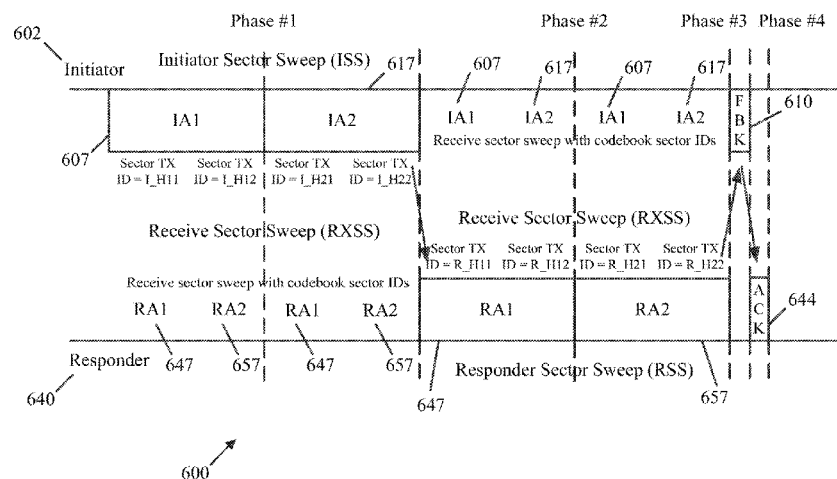 Phase #1 Phase #2 Phase #3 Phase #4
602
Initiator Initiator Sector Sweep (ISS) 617 607 617 607 617
IA1 IA2 IA1 IA2 IA1 IA2 FBK 610
607 Receive sector sweep with codebook sector IDs
Sector TX Sector TX Sector TX Sector TX
ID = I_H11 ID = I_H12 ID = I_H21 ID = I_H22
Receive Sector Sweep (RXSS) Receive Sector Sweep (RXSS)
Sector TX Sector TX Sector TX Sector TX
ID = R_H11 ID = R_H12 ID = R_H21 ID = R_H22
Receive sector sweep with codebook sector IDs
RA1 RA2 RA1 RA2 RA1 RA2 ACK 644
Responder 647 657 647 657 Responder Sector Sweep (RSS)
640 647 657
600